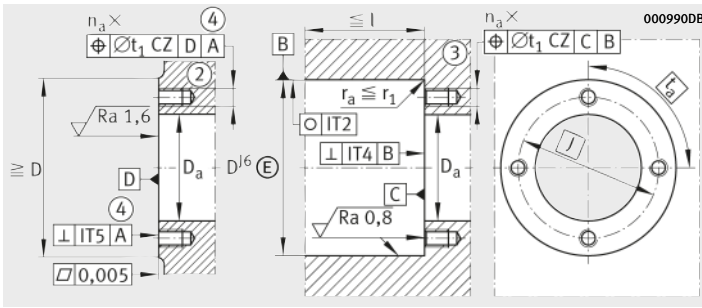 nₐ×
④
⌖ Øt₁ CZ D A
②
Ra 1,6
≧ D
D
Dₐ
④
⊥ IT5 A
⏥ 0,005
≦ l
B
③
rₐ ≦ r₁
○ IT2
⊥ IT4 B
D^J6 Ⓔ
Dₐ
C
Ra 0,8
nₐ×
⌖ Øt₁ CZ C B
tₐ
J
000990DB